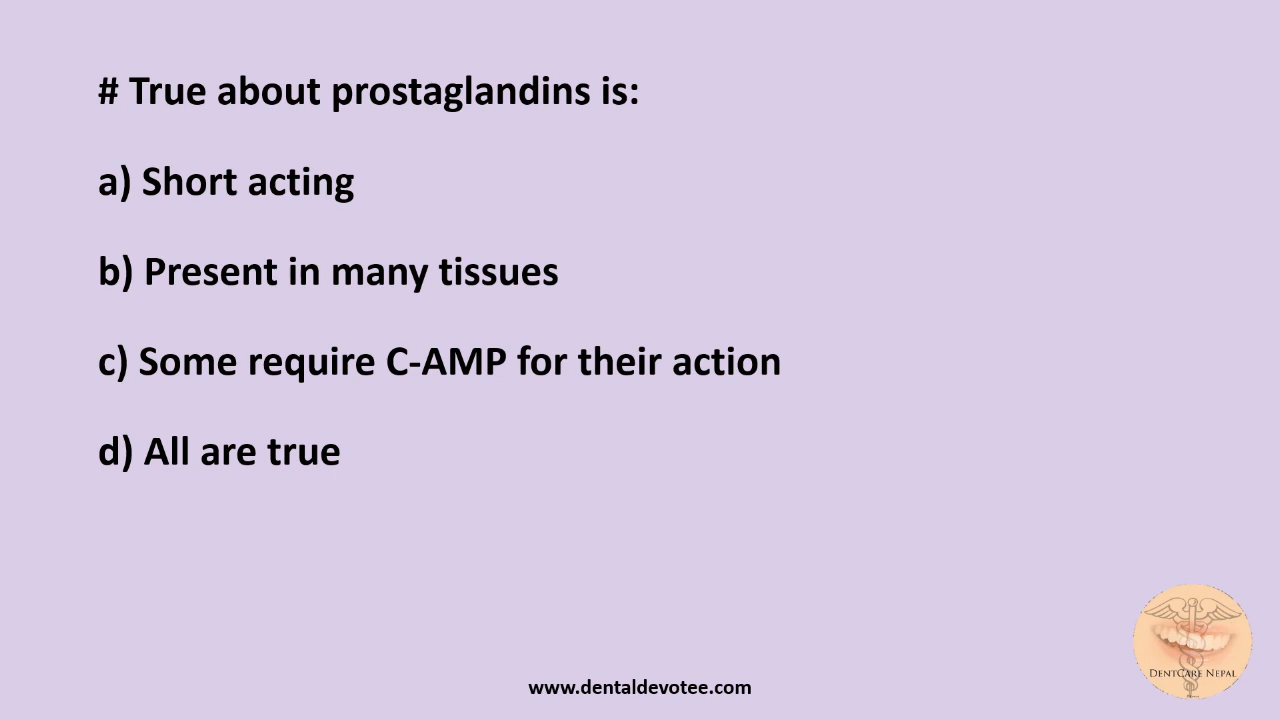 # True about prostaglandins is:
a) Short acting
b) Present in many tissues
c) Some require C-AMP for their action
d) All are true
DentCare Nepal
www.dentaldevotee.com